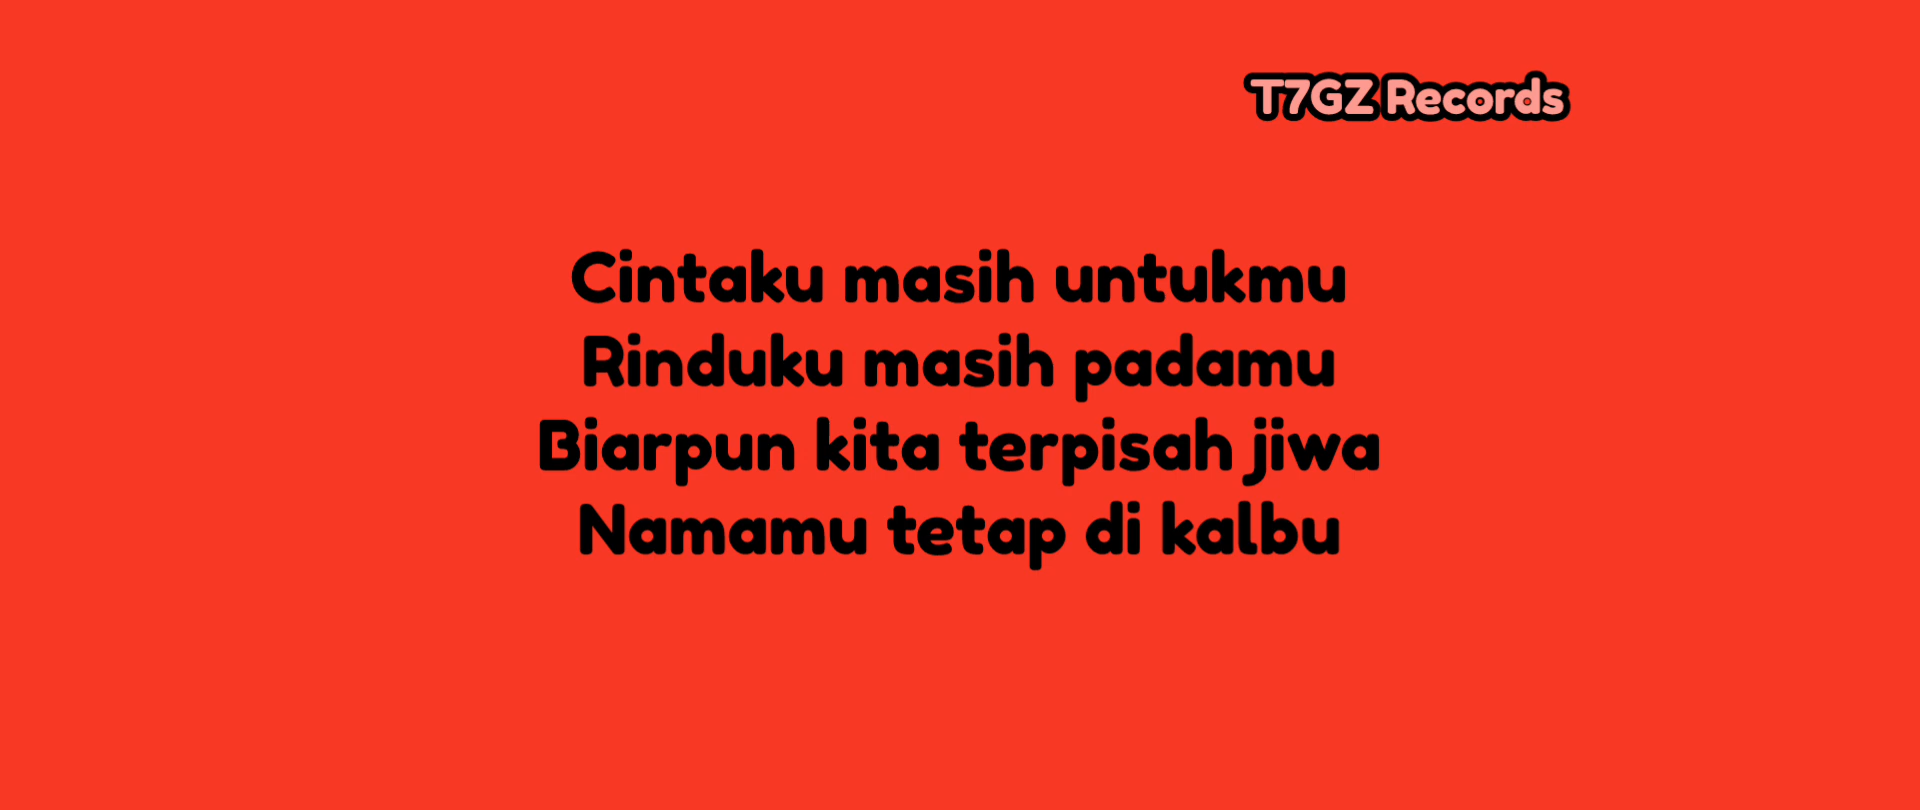 T7GZ Records
Cintaku masih untukmu
Rinduku masih padamu
Biarpun kita terpisah jiwa
Namamu tetap di kalbu